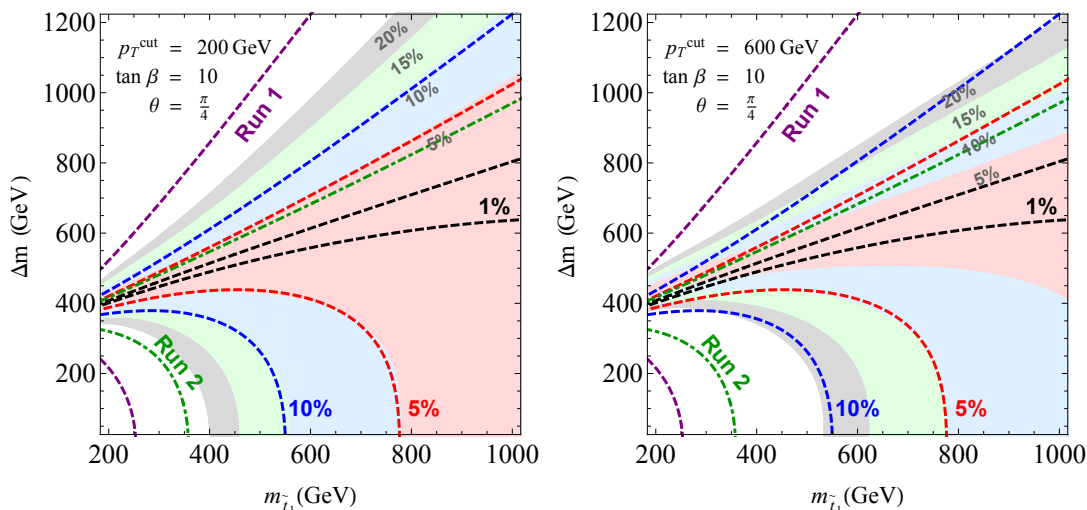 p_T^cut = 200 GeV
tan β = 10
θ = π/4
Run 1
20%
15%
10%
5%
1%
Run 2
10%
5%
200
400
600
800
1000
1200
Δm (GeV)
200
400
600
800
1000
m_t̃₁(GeV)
p_T^cut = 600 GeV
tan β = 10
θ = π/4
Run 1
20%
15%
10%
5%
1%
Run 2
10%
5%
200
400
600
800
1000
1200
Δm (GeV)
200
400
600
800
1000
m_t̃₁(GeV)